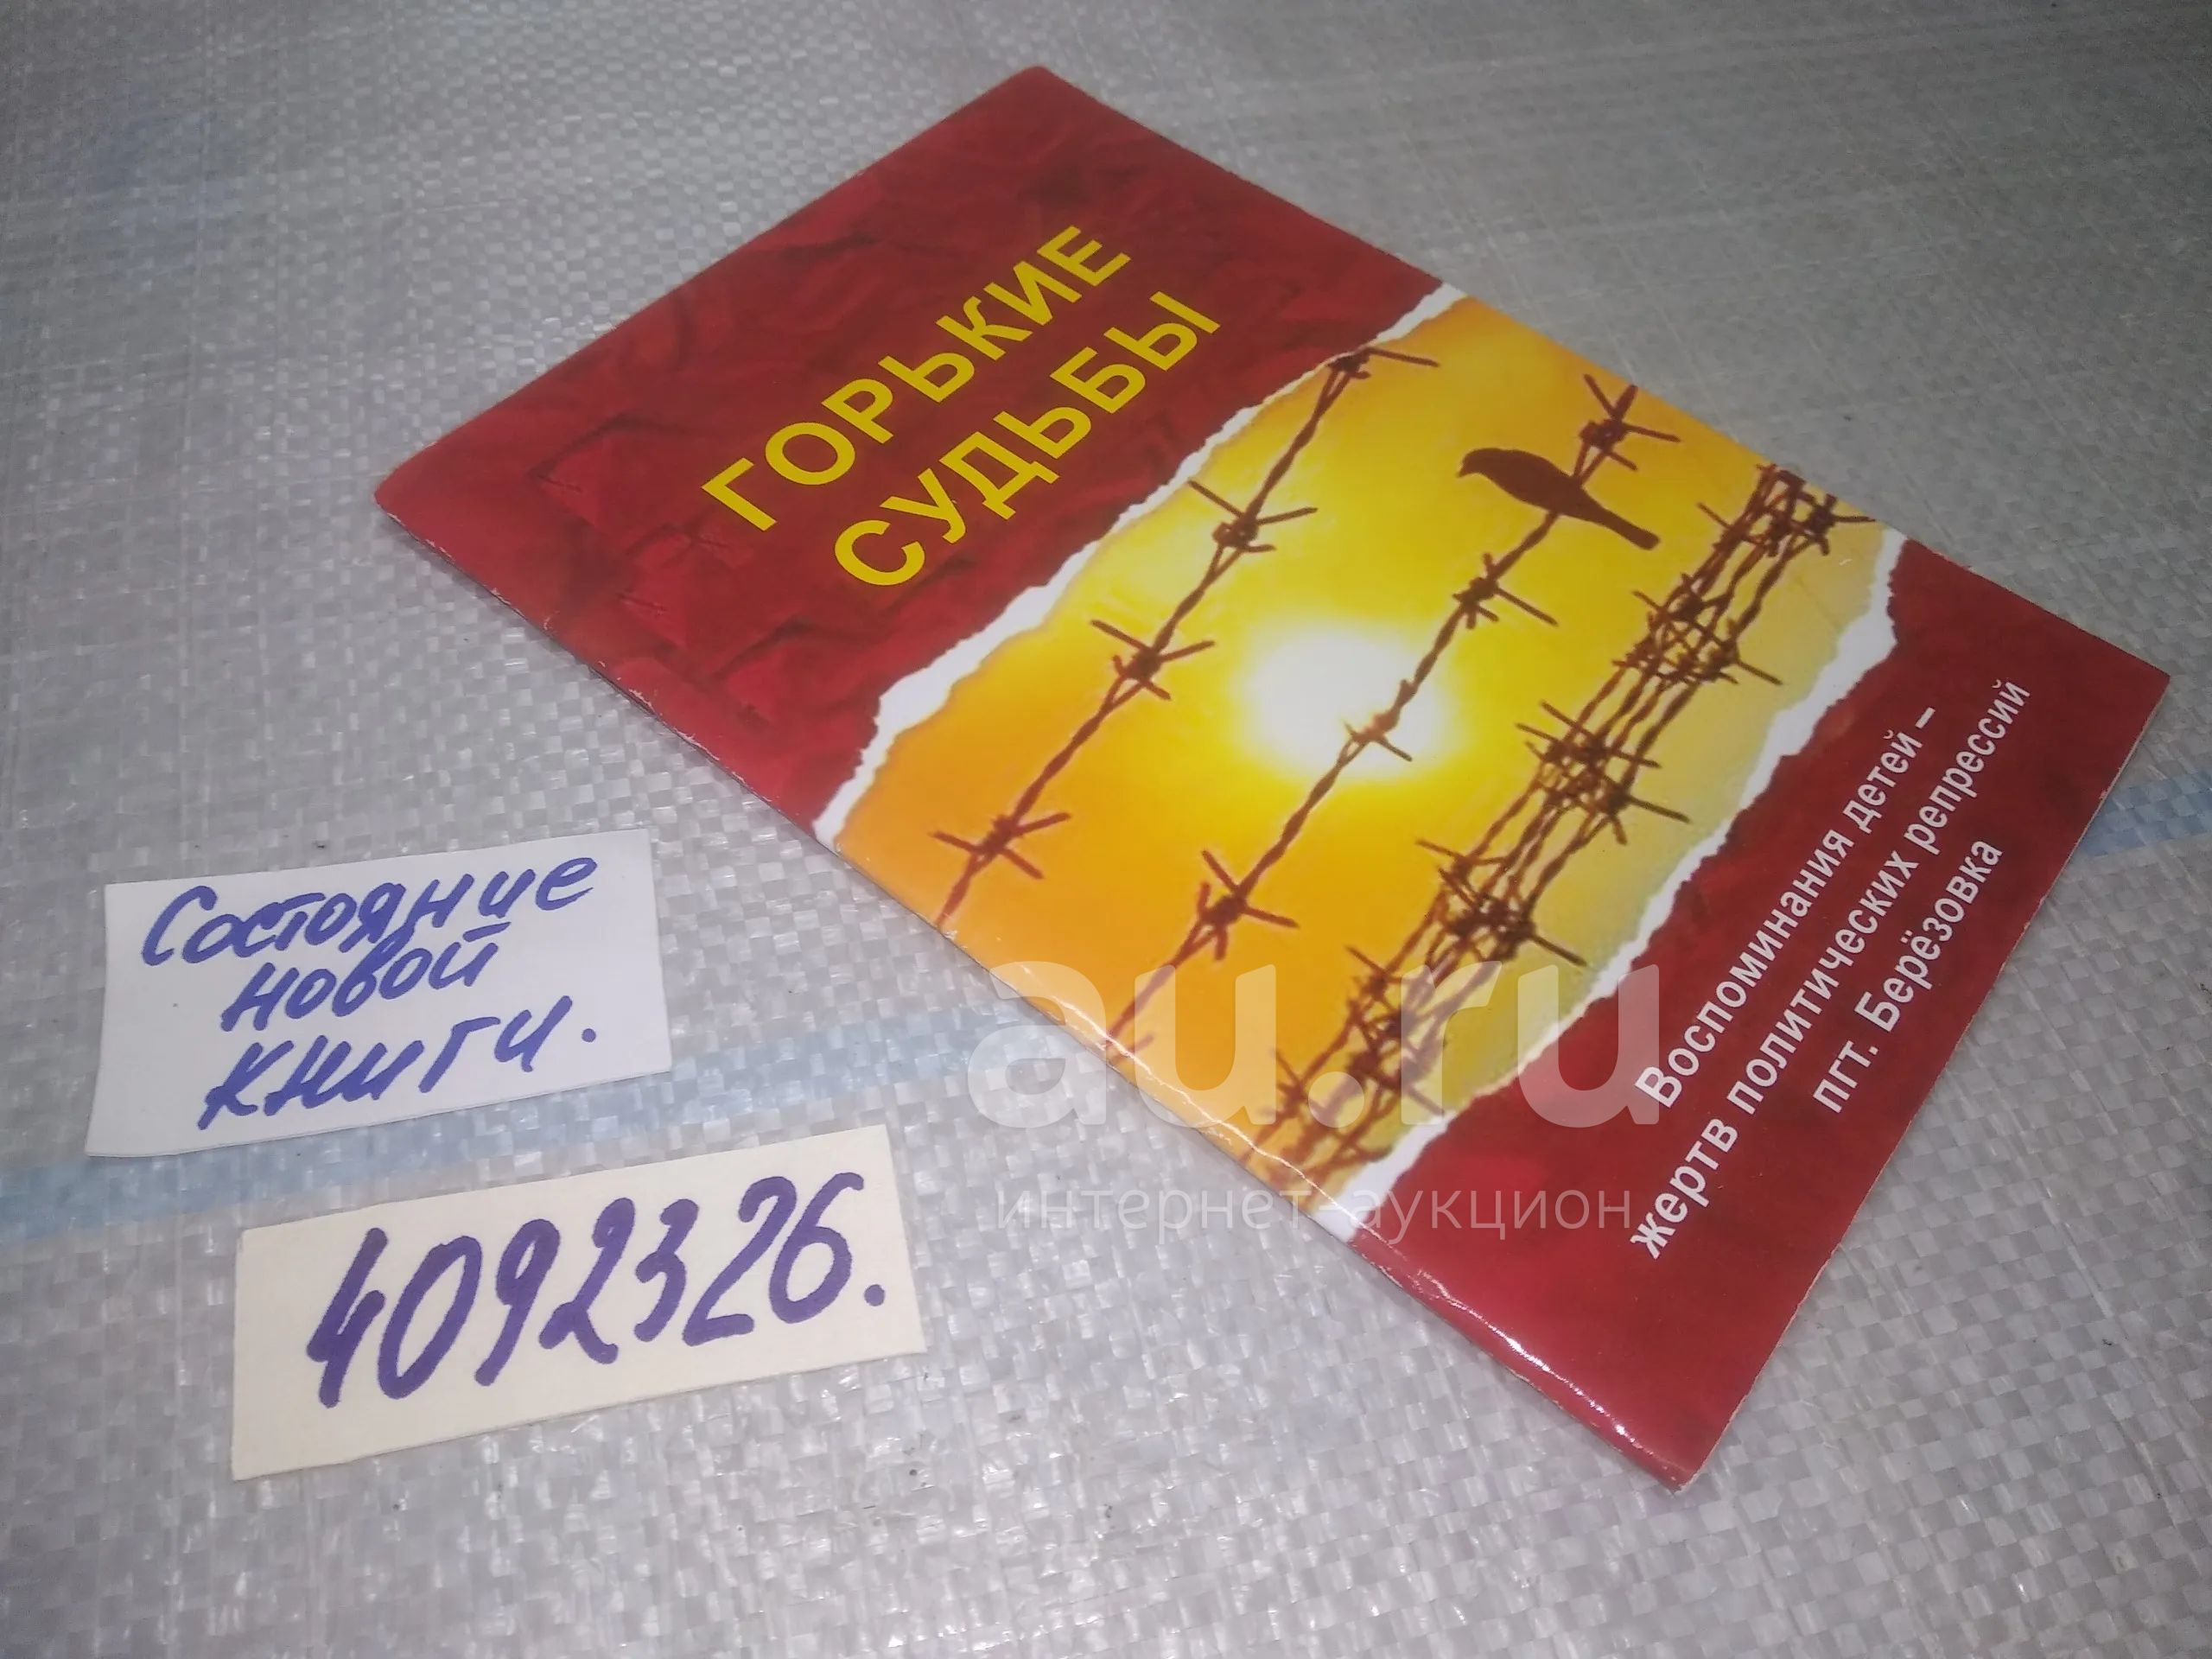 ГОРЬКИЕ
СУДЬБЫ
Воспоминания детей –
жертв политических репрессий
пгт. Берёзовка
Состояние
новой
книги.
4092326.
au.ru
интернет-аукцион